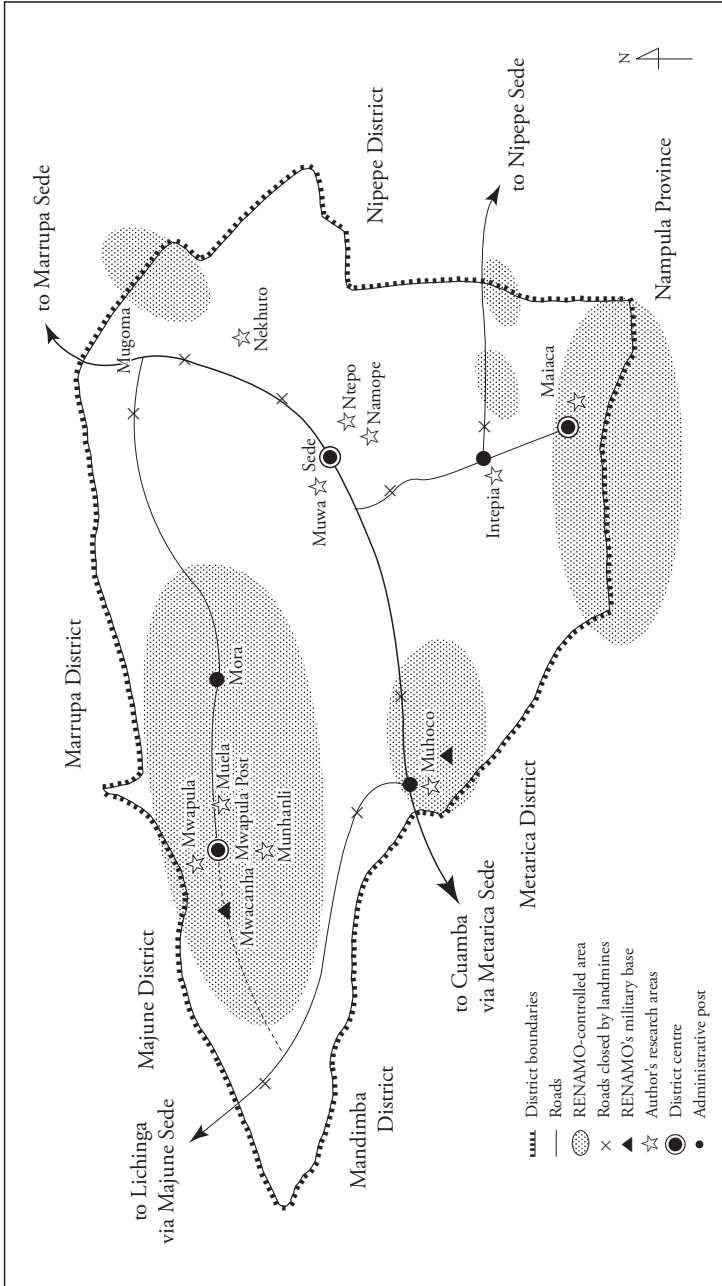 to Marrupa Sede
Marrupa District
Majune District
to Lichinga
via Majune Sede
Mandimba
District
Mugoma
Nekhuto
Nipepe District
Mwapula
Muela
Mwapula Post
Mwacanha
Munhanli
Mora
Sede
Muwa
Ntepo
Namope
Muhoco
to Cuamba
via Metarica Sede
Metarica District
Intepia
to Nipepe Sede
Maiaca
Nampula Province
N
District boundaries
Roads
RENAMO-controlled area
Roads closed by landmines
RENAMO's military base
Author's research areas
District centre
Administrative post